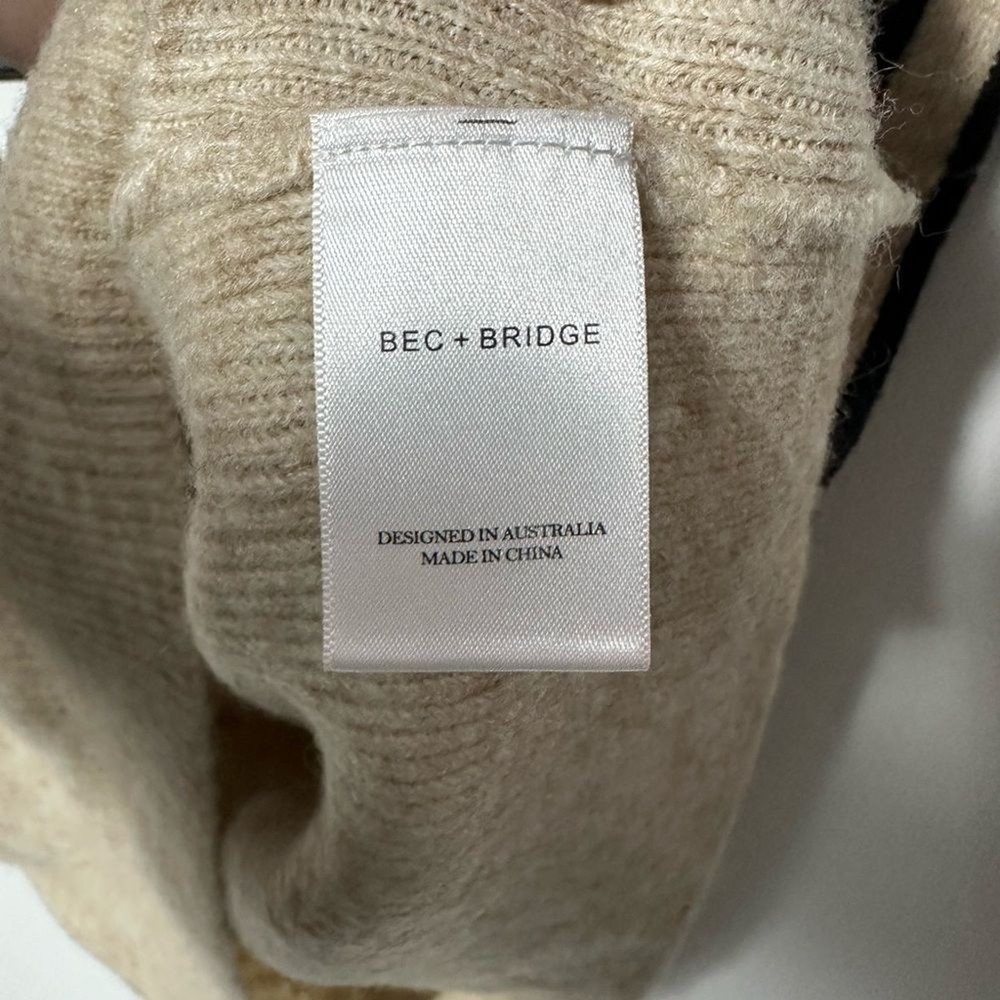 BEC + BRIDGE
DESIGNED IN AUSTRALIA
MADE IN CHINA